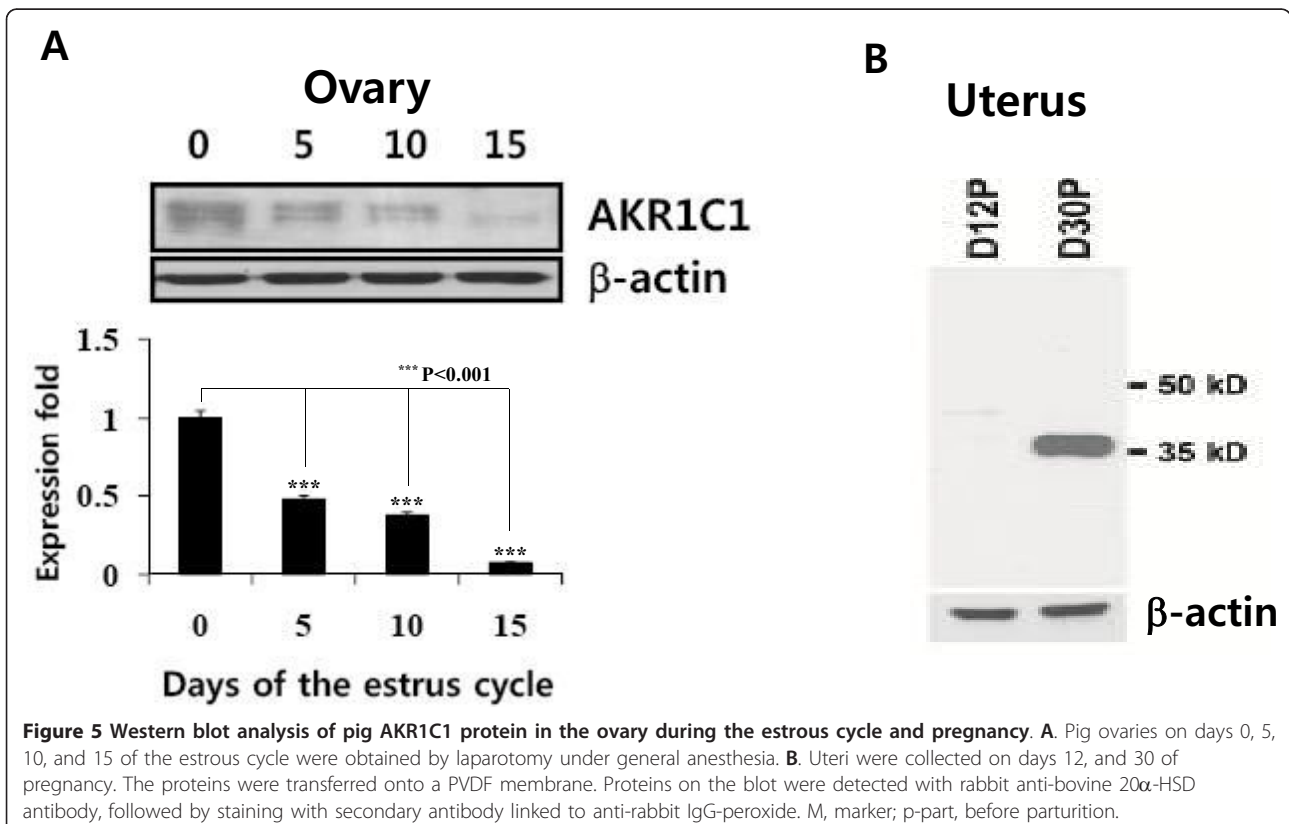 A
Ovary
0 5 10 15
AKR1C1
β-actin
1.5
1
0.5
0
Expression fold
***P<0.001
***
***
***
0 5 10 15
Days of the estrus cycle
B
Uterus
D12P D30P
- 50 kD
- 35 kD
β-actin
Figure 5 Western blot analysis of pig AKR1C1 protein in the ovary during the estrous cycle and pregnancy. A. Pig ovaries on days 0, 5,
10, and 15 of the estrus cycle were obtained by laparotomy under general anesthesia. B. Uteri were collected on days 12, and 30 of
pregnancy. The proteins were transferred onto a PVDF membrane. Proteins on the blot were detected with rabbit anti-bovine 20α-HSD
antibody, followed by staining with secondary antibody linked to anti-rabbit IgG-peroxide. M, marker; p-part, before parturition.